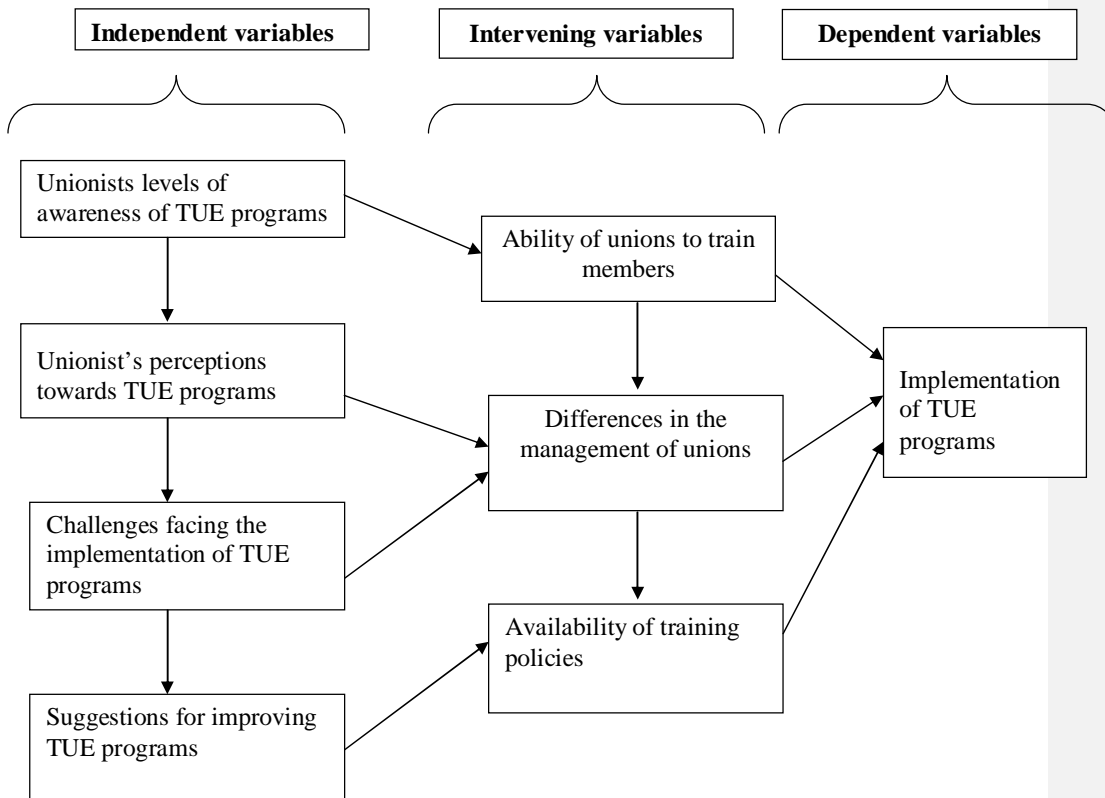 Independent variables
Intervening variables
Dependent variables
Unionists levels of
awareness of TUE programs
Unionist’s perceptions
towards TUE programs
Challenges facing the
implementation of TUE
programs
Suggestions for improving
TUE programs
Ability of unions to train
members
Differences in the
management of unions
Availability of training
policies
Implementation
of TUE
programs